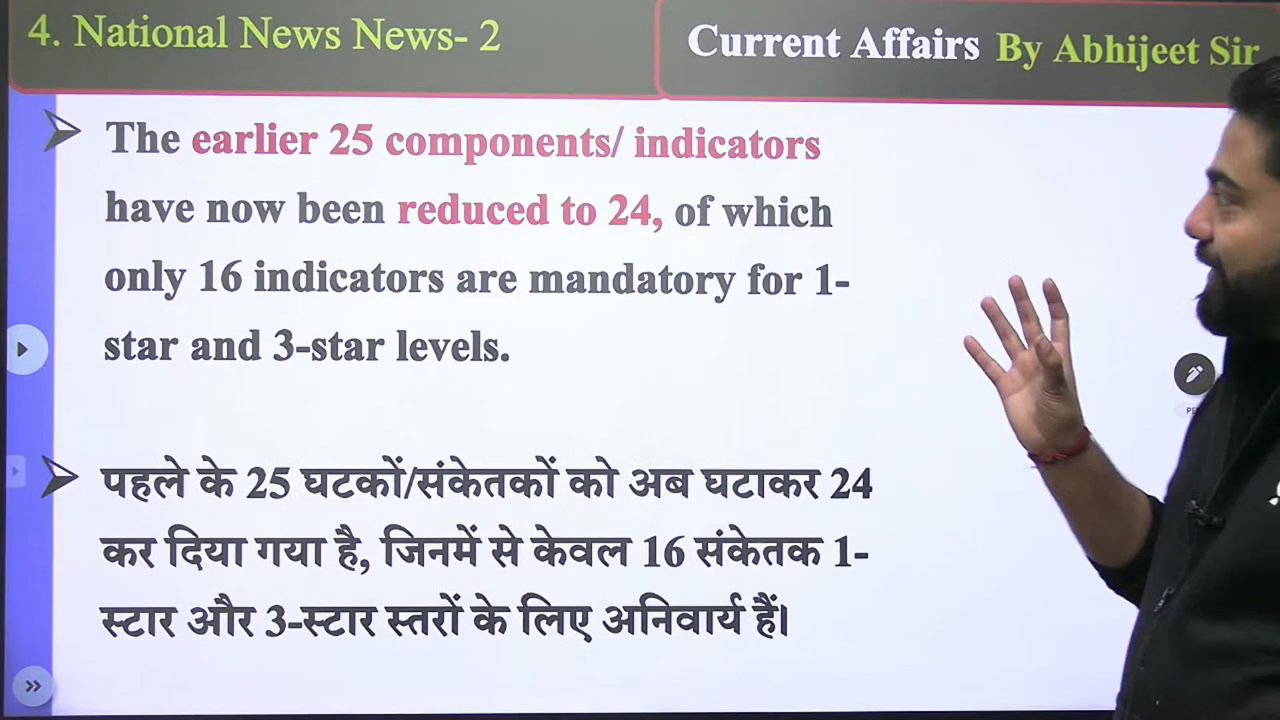 4. National News News- 2
Current Affairs By Abhijeet Sir
The earlier 25 components/ indicators
have now been reduced to 24, of which
only 16 indicators are mandatory for 1-
star and 3-star levels.
पहले के 25 घटकों/संकेतकों को अब घटाकर 24
कर दिया गया है, जिनमें से केवल 16 संकेतक 1-
स्टार और 3-स्टार स्तरों के लिए अनिवार्य हैं।